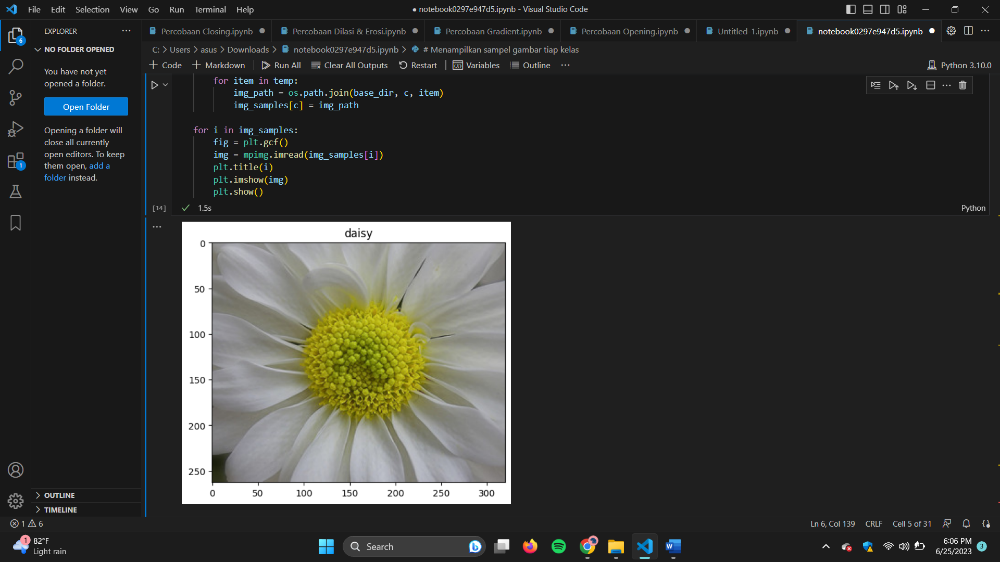 File Edit Selection View Go Run Terminal Help
● notebook0297e947d5.ipynb - Visual Studio Code
EXPLORER
NO FOLDER OPENED
You have not yet
opened a folder.
Open Folder
Opening a folder will
close all currently
open editors. To keep
them open, add a
folder instead.
OUTLINE
TIMELINE
6
1
Percobaan Closing.ipynb Percobaan Dilasi & Erosi.ipynb Percobaan Gradient.ipynb Percobaan Opening.ipynb Untitled-1.ipynb notebook0297e947d5.ipynb
C: > Users > asus > Downloads > notebook0297e947d5.ipynb > # Menampilkan sampel gambar tiap kelas
+ Code + Markdown Run All Clear All Outputs Restart Variables Outline ... Python 3.10.0
for item in temp:
img_path = os.path.join(base_dir, c, item)
img_samples[c] = img_path
for i in img_samples:
fig = plt.gcf()
img = mpimg.imread(img_samples[i])
plt.title(i)
plt.imshow(img)
plt.show()
[14] 1.5s Python
daisy
0
50
100
150
200
250
0 50 100 150 200 250 300
1 6
Ln 6, Col 139 CRLF Cell 5 of 31
1
82°F
Light rain
Search
6:06 PM
6/25/2023
3